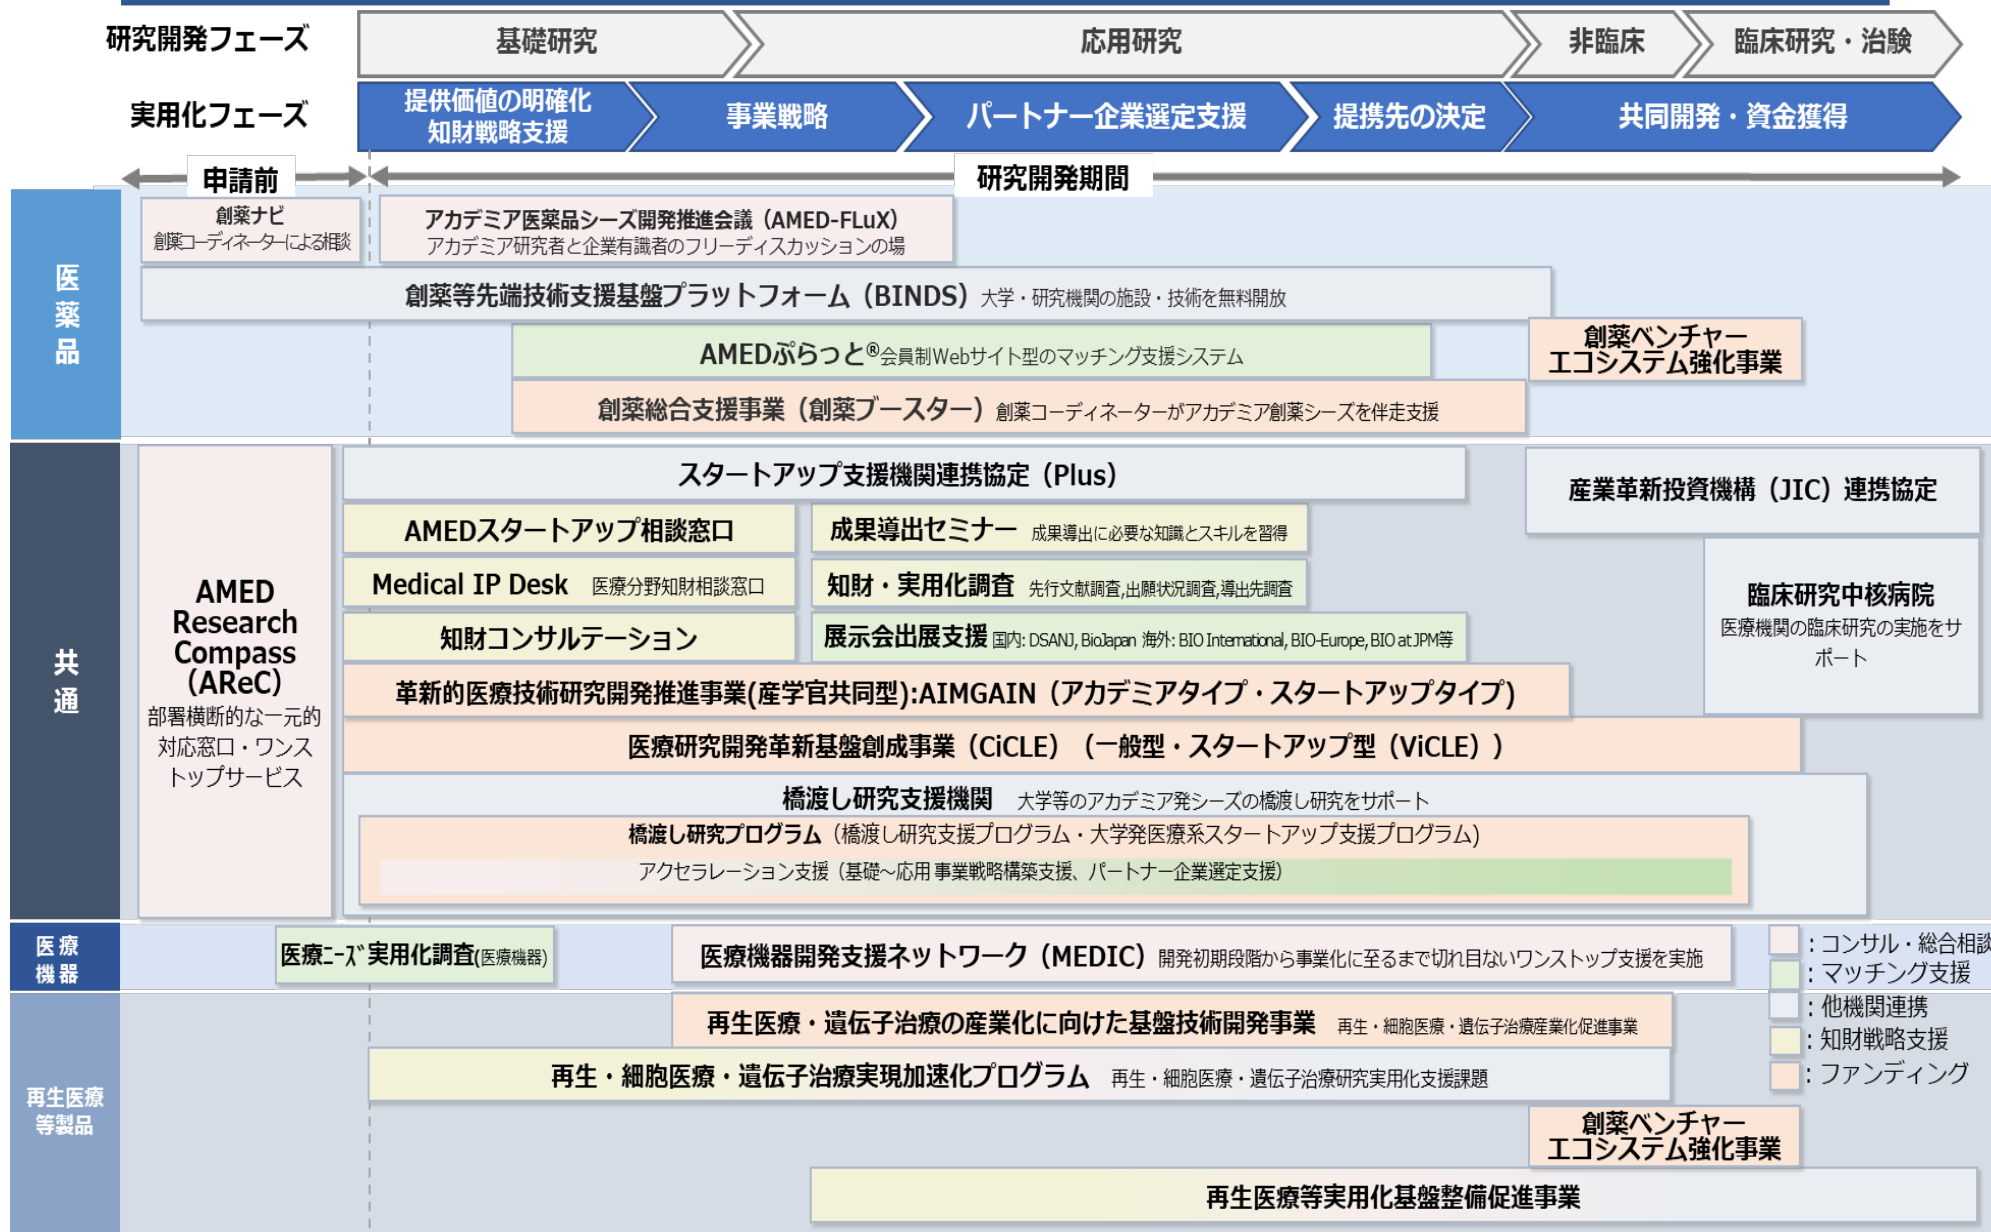 研究開発フェーズ
基礎研究
応用研究
非臨床
臨床研究・治験
実用化フェーズ
提供価値の明確化
知財戦略支援
事業戦略
パートナー企業選定支援
提携先の決定
共同開発・資金獲得
申請前
研究開発期間
医薬品
創薬ナビ
創薬コーディネーターによる相談
アカデミア医薬品シーズ開発推進会議（AMED-FLuX）
アカデミア研究者と企業有識者のフリーディスカッションの場
創薬等先端技術支援基盤プラットフォーム（BINDS）大学・研究機関の施設・技術を無料開放
AMEDぷらっと®会員制Webサイト型のマッチング支援システム
創薬ベンチャー
エコシステム強化事業
創薬総合支援事業（創薬ブースター）創薬コーディネーターがアカデミア創薬シーズを伴走支援
共通
AMED
Research
Compass
（AReC）
部署横断的な一元的
対応窓口・ワンス
トップサービス
スタートアップ支援機関連携協定（Plus）
産業革新投資機構（JIC）連携協定
AMEDスタートアップ相談窓口
成果導出セミナー 成果導出に必要な知識とスキルを習得
Medical IP Desk 医療分野知財相談窓口
知財・実用化調査 先行文献調査,出願状況調査,導出先調査
臨床研究中核病院
医療機関の臨床研究の実施をサ
ポート
知財コンサルテーション
展示会出展支援 国内: DSANJ, BioJapan 海外: BIO International, BIO-Europe, BIO at JPM等
革新的医療技術研究開発推進事業(産学官共同型):AIMGAIN（アカデミアタイプ・スタートアップタイプ）
医療研究開発革新基盤創成事業（CiCLE）（一般型・スタートアップ型（ViCLE））
橋渡し研究支援機関 大学等のアカデミア発シーズの橋渡し研究をサポート
橋渡し研究プログラム（橋渡し研究支援プログラム・大学発医療系スタートアップ支援プログラム)
アクセラレーション支援（基礎～応用 事業戦略構築支援、パートナー企業選定支援）
医療
機器
医療ﾆｰｽﾞ実用化調査(医療機器)
医療機器開発支援ネットワーク（MEDIC）開発初期段階から事業化に至るまで切れ目ないワンストップ支援を実施
：コンサル・総合相談
：マッチング支援
：他機関連携
：知財戦略支援
：ファンディング
再生医療
等製品
再生医療・遺伝子治療の産業化に向けた基盤技術開発事業 再生・細胞医療・遺伝子治療産業化促進事業
再生・細胞医療・遺伝子治療実現加速化プログラム 再生・細胞医療・遺伝子治療研究実用化支援課題
創薬ベンチャー
エコシステム強化事業
再生医療等実用化基盤整備促進事業